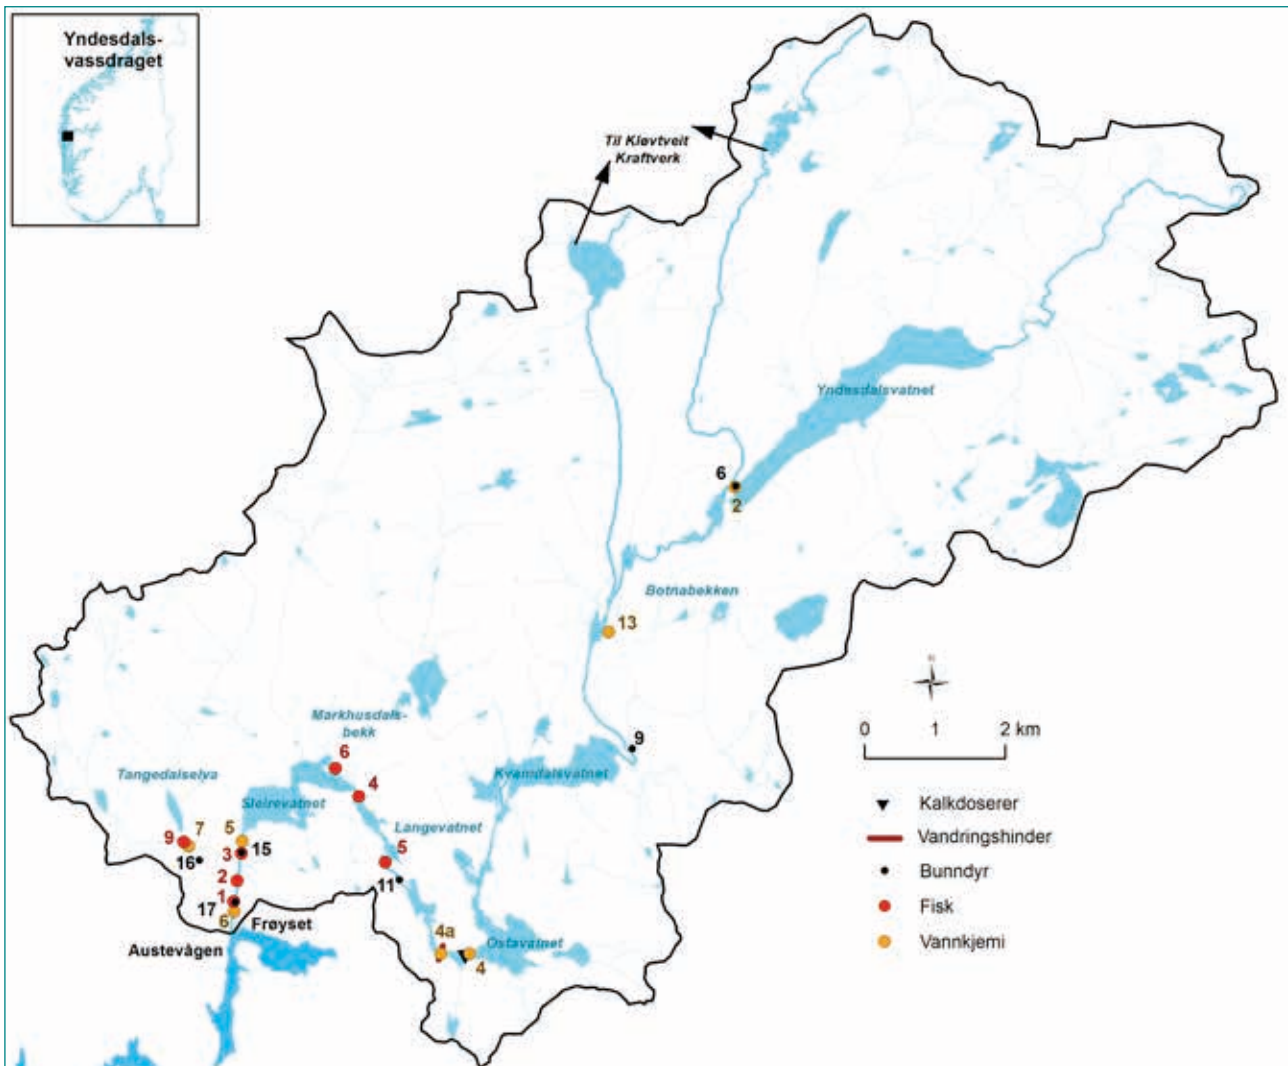 Yndesdals-
vassdraget
Til Kløvtveit
Kraftverk
Yndesdalsvatnet
6
2
Botnabekken
13
N
0 1 2 km
Markhusdals-
bekk
9
6
Kvamdalsvatnet
Tangedalselva
4
Sleirevatnet
Kalkdoserer
Langevatnet
Vandringshinder
9 7 5
3 15
16
5
Bunndyr
2
11
1
17
6
Fisk
Frøyset
4a
Ostavatnet
Austevågen
4
Vannkjemi